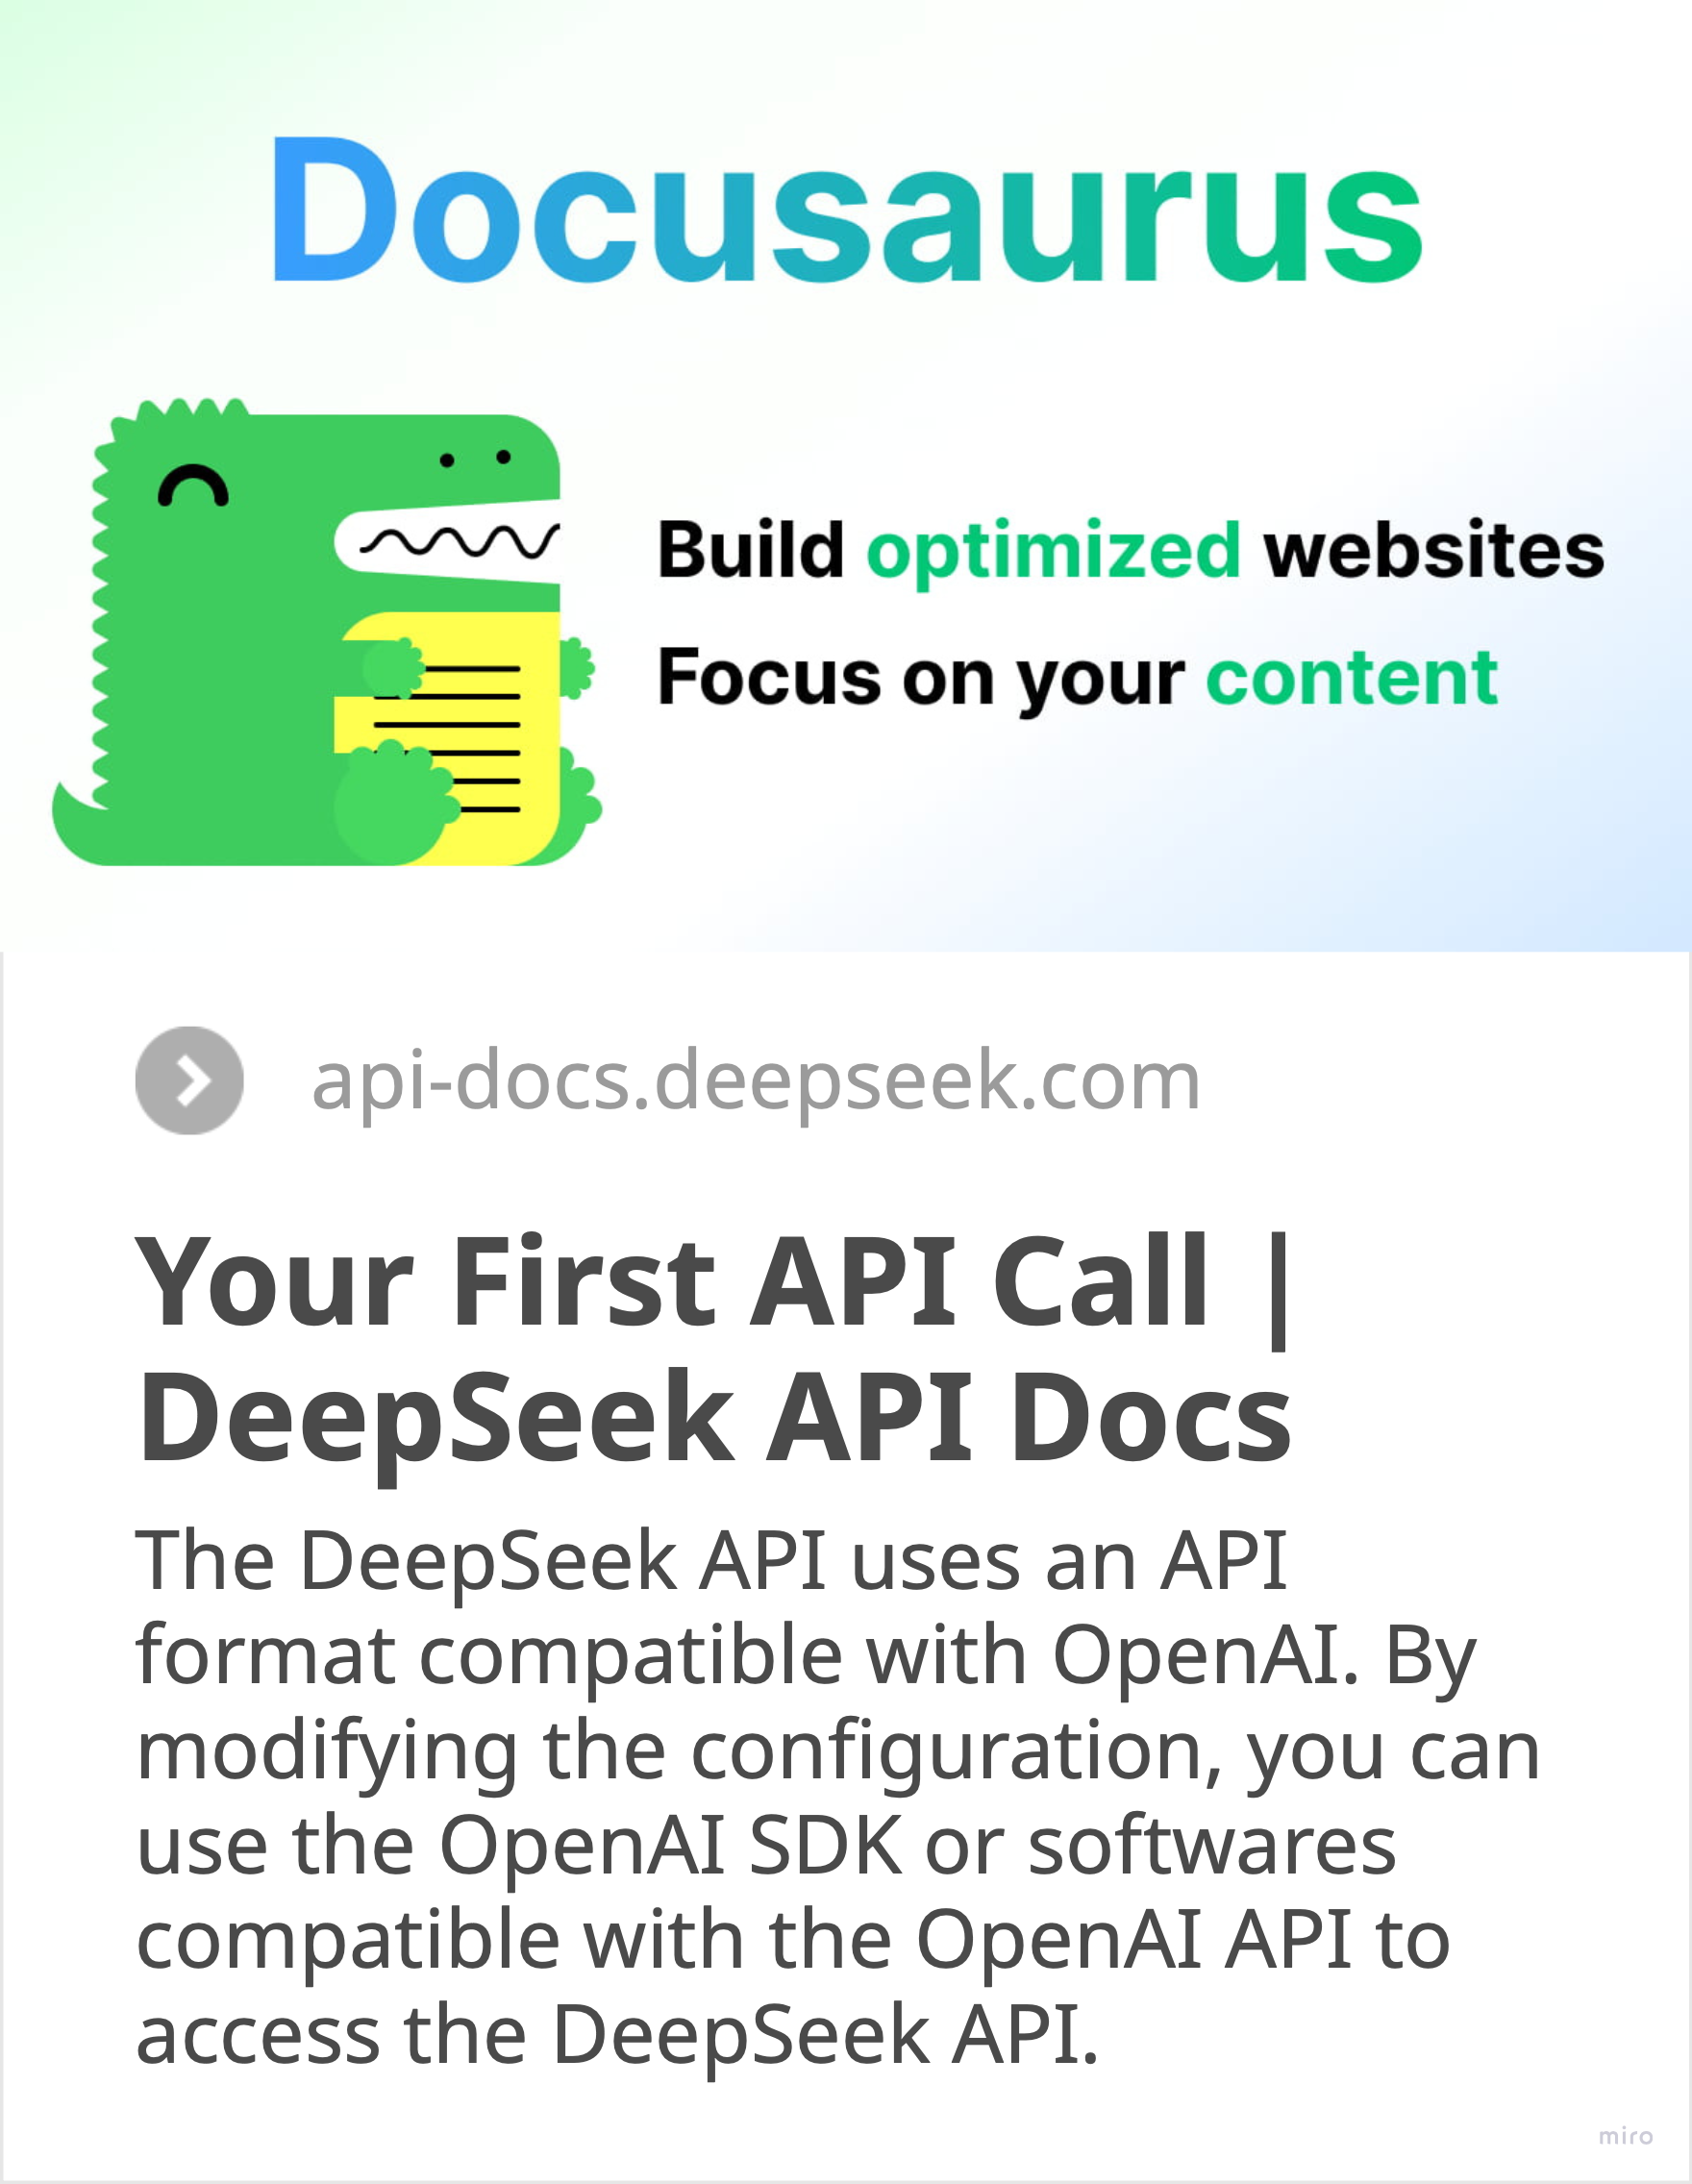 Docusaurus
Build optimized websites
Focus on your content
api-docs.deepseek.com
Your First API Call |
DeepSeek API Docs
The DeepSeek API uses an API
format compatible with OpenAI. By
modifying the configuration, you can
use the OpenAI SDK or softwares
compatible with the OpenAI API to
access the DeepSeek API.
miro